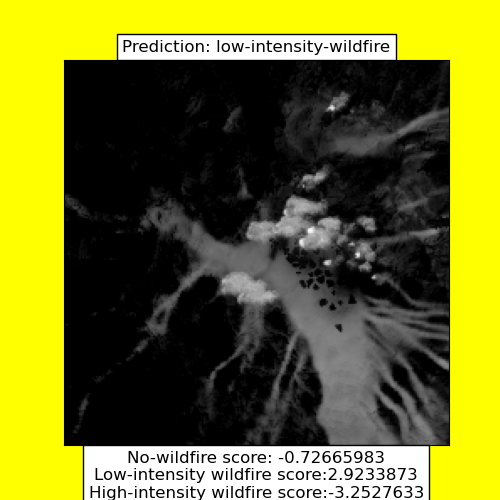 Prediction: low-intensity-wildfire
No-wildfire score: -0.72665983
Low-intensity wildfire score:2.9233873
High-intensity wildfire score:-3.2527633